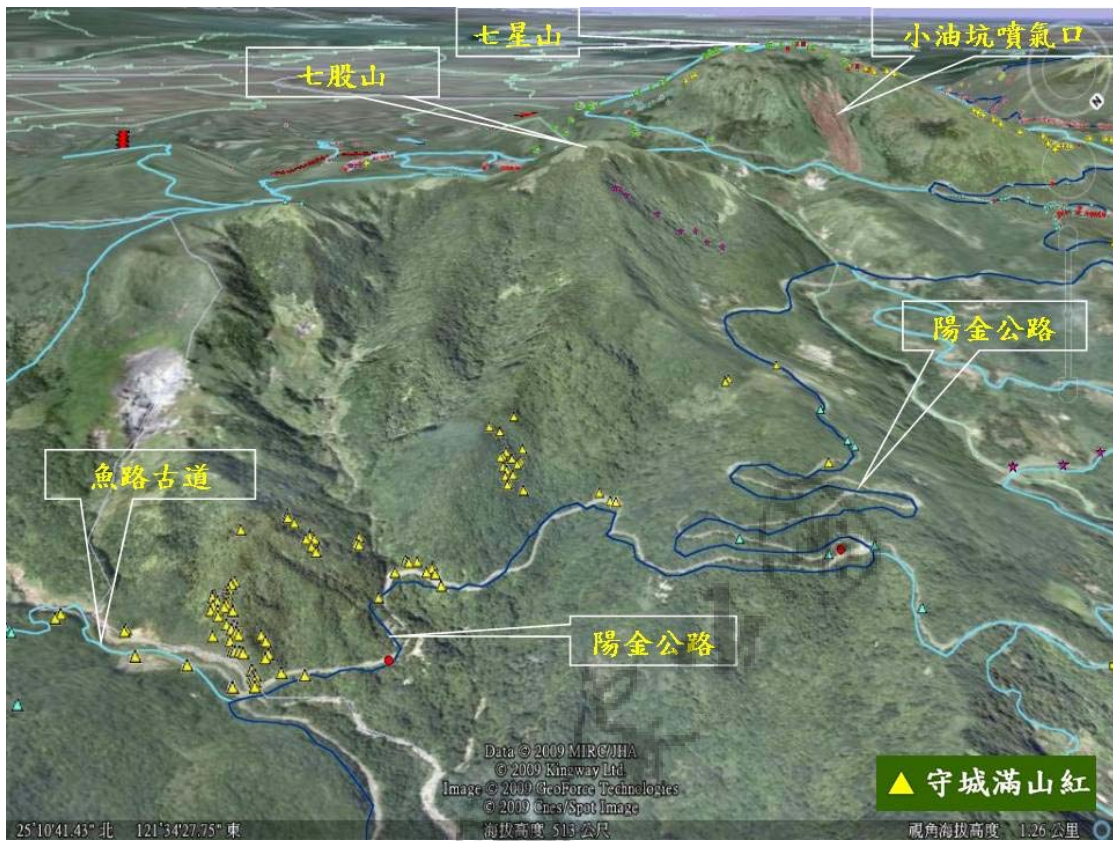 七星山
小油坑噴氣口
七股山
陽金公路
魚路古道
陽金公路
Data © 2009 MIRC/JHA
© 2009 Kingway Ltd.
Image © 2009 GeoForce Technologies
© 2009 Cnes/Spot Image
守城滿山紅
25°10'41.43" 北 121°34'27.75" 東
海拔高度 513 公尺
視角海拔高度 1.26 公里